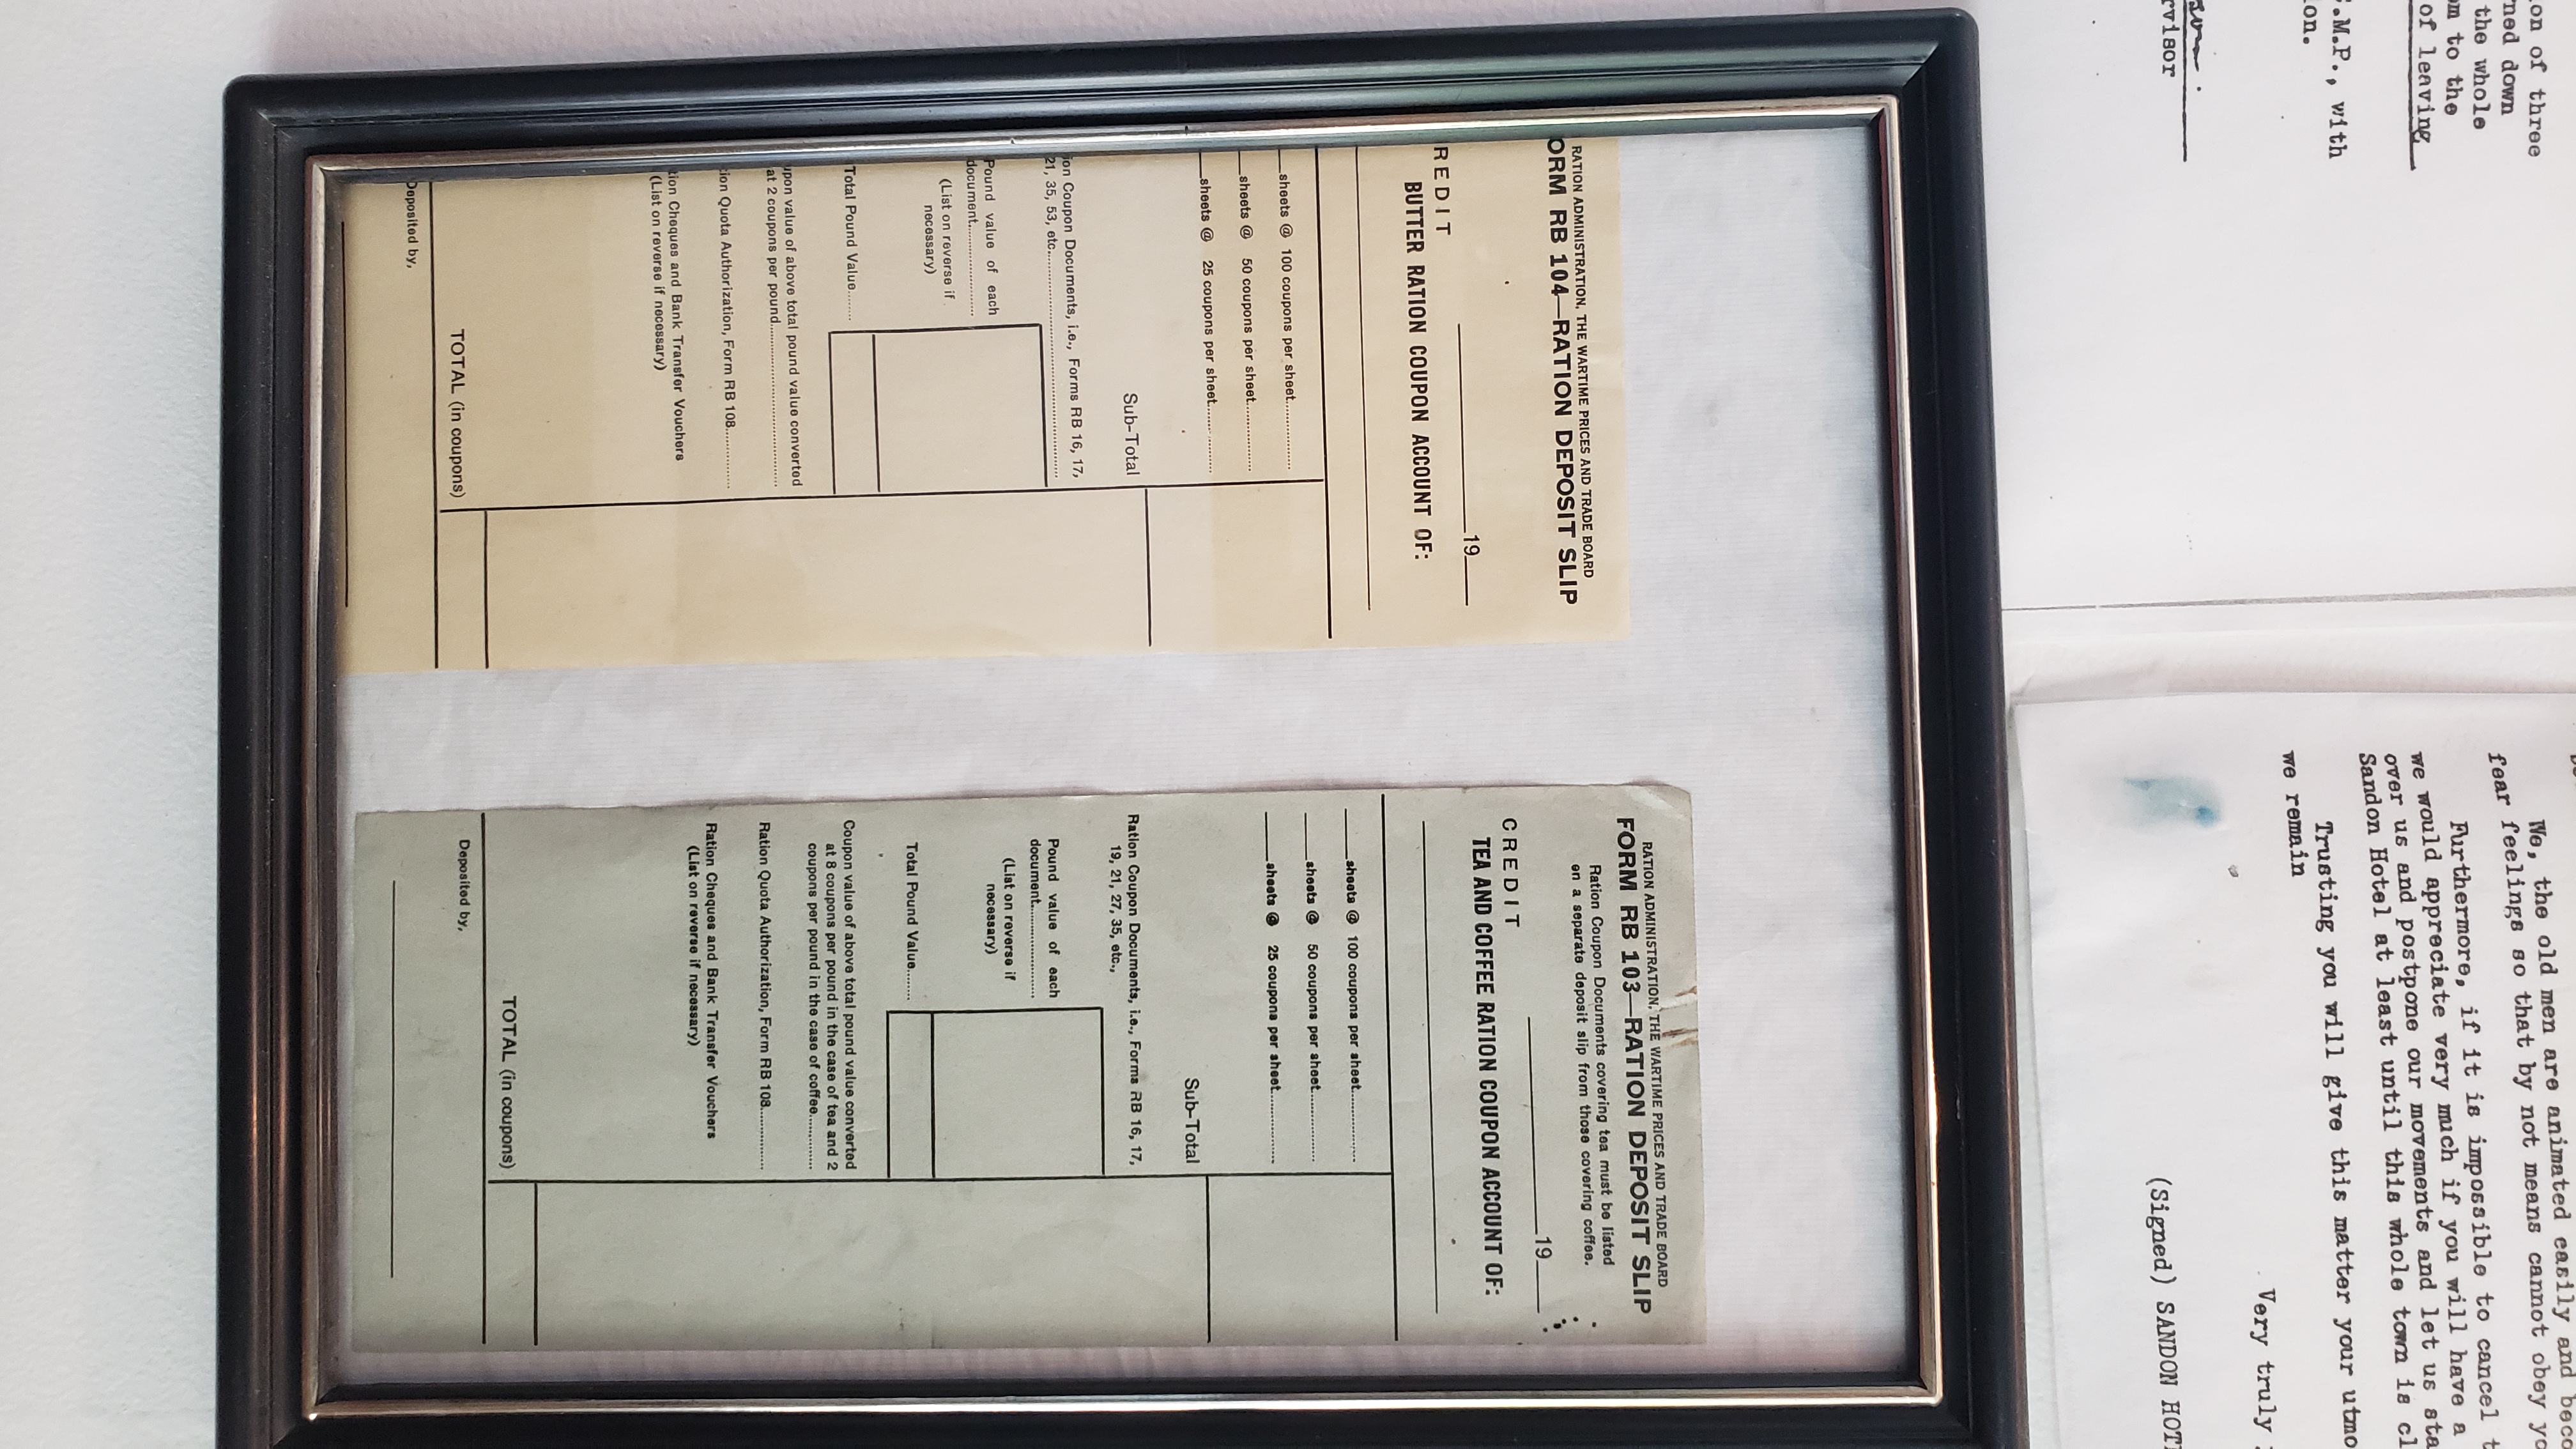 RATION ADMINISTRATION, THE WARTIME PRICES AND TRADE BOARD
ORM RB 104—RATION DEPOSIT SLIP
19
REDIT
BUTTER RATION COUPON ACCOUNT OF:
sheets @ 100 coupons per sheet
sheets @ 50 coupons per sheet
sheets @ 25 coupons per sheet
Sub-Total
ion Coupon Documents, i.e., Forms RB 16, 17,
21, 35, 53, etc.
Pound value of each
document
(List on reverse if
necessary)
Total Pound Value
upon value of above total pound value converted
at 2 coupons per pound
ion Quota Authorization, Form RB 108
tion Cheques and Bank Transfer Vouchers
(List on reverse if necessary)
TOTAL (in coupons)
Deposited by,
RATION ADMINISTRATION, THE WARTIME PRICES AND TRADE BOARD
FORM RB 103—RATION DEPOSIT SLIP
Ration Coupon Documents covering tea must be listed
on a separate deposit slip from those covering coffee.
19
CREDIT
TEA AND COFFEE RATION COUPON ACCOUNT OF:
sheets @ 100 coupons per sheet
sheets @ 50 coupons per sheet
sheets @ 25 coupons per sheet
Sub-Total
Ration Coupon Documents, i.e., Forms RB 16, 17,
19, 21, 27, 35, etc.,
Pound value of each
document
(List on reverse if
necessary)
Total Pound Value
Coupon value of above total pound value converted
at 8 coupons per pound in the case of tea and 2
coupons per pound in the case of coffee
Ration Quota Authorization, Form RB 108
Ration Cheques and Bank Transfer Vouchers
(List on reverse if necessary)
TOTAL (in coupons)
Deposited by,
on of three
ned down
the whole
m to the
of leaving
.M.P., with
on.
rvisor
We, the old men are animated easily and
fear feelings so that by not means cannot obey
Furthermore, if it is impossible to cancel
we would appreciate very much if you will have a
over us and postpone our movements and let us
Sandon Hotel at least until this whole town is
Trusting you will give this matter your
we remain
Very truly
(Signed) SANDON